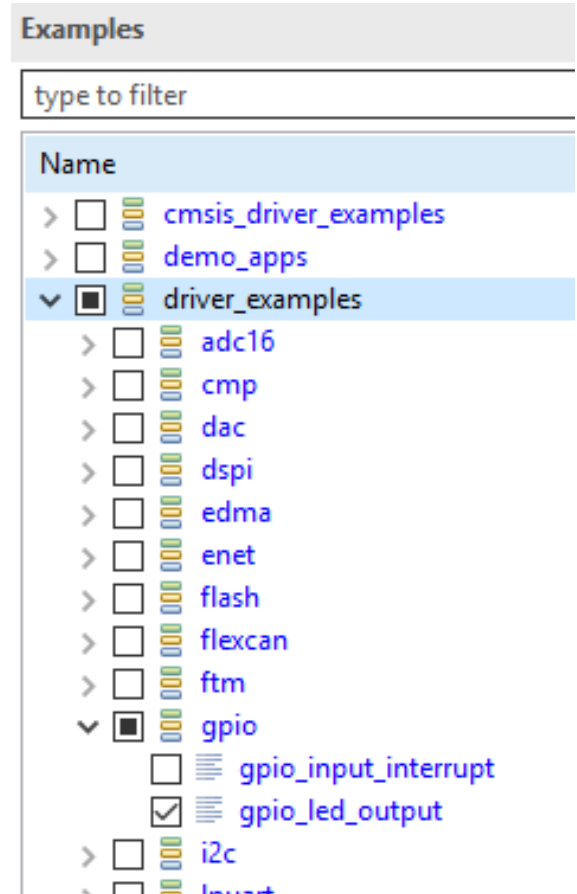 Examples
type to filter
Name
cmsis_driver_examples
demo_apps
driver_examples
adc16
cmp
dac
dspi
edma
enet
flash
flexcan
ftm
gpio
gpio_input_interrupt
gpio_led_output
i2c